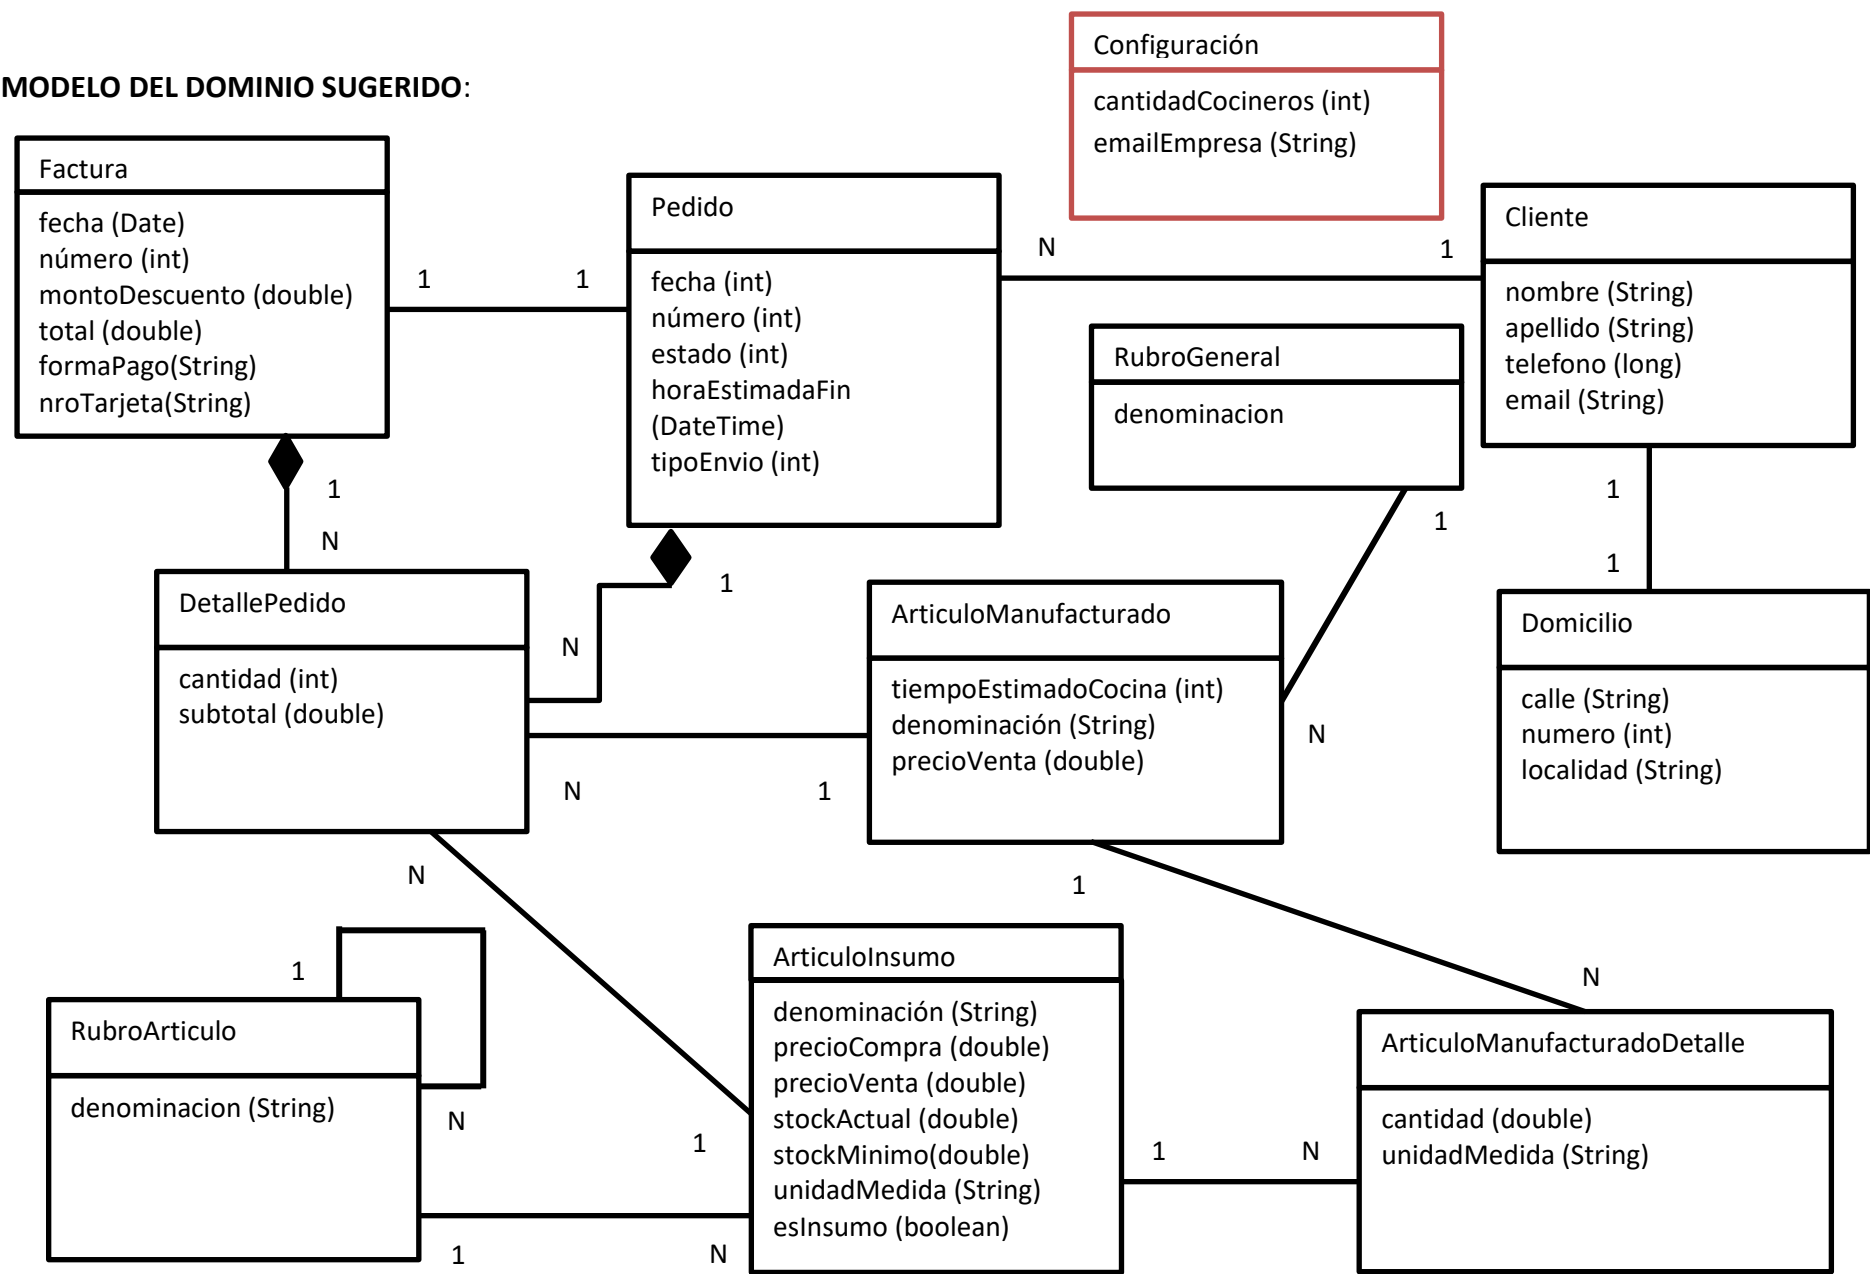 MODELO DEL DOMINIO SUGERIDO:
Configuración
cantidadCocineros (int)
emailEmpresa (String)
Factura
fecha (Date)
número (int)
montoDescuento (double)
total (double)
formaPago(String)
nroTarjeta(String)
1
1
Pedido
fecha (int)
número (int)
estado (int)
horaEstimadaFin
(DateTime)
tipoEnvio (int)
N
1
Cliente
nombre (String)
apellido (String)
telefono (long)
email (String)
RubroGeneral
denominacion
1
N
1
N
1
1
1
DetallePedido
cantidad (int)
subtotal (double)
1
N
N
1
ArticuloManufacturado
tiempoEstimadoCocina (int)
denominación (String)
precioVenta (double)
N
Domicilio
calle (String)
numero (int)
localidad (String)
1
N
1
RubroArticulo
denominacion (String)
N
1
N
1
ArticuloInsumo
denominación (String)
precioCompra (double)
precioVenta (double)
stockActual (double)
stockMinimo(double)
unidadMedida (String)
esInsumo (boolean)
1
N
ArticuloManufacturadoDetalle
cantidad (double)
unidadMedida (String)